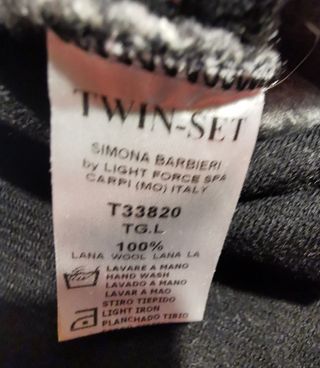 TWIN-SET
SIMONA BARBIERI
by LIGHT FORCE SPA
CARPI (MO) ITALY
T33820
TG.L
100%
LANA WOOL LANA LA
LAVARE A MANO
HAND WASH
LAVADO A MANO
LAVAR A MAO
STIRO TIEPIDO
LIGHT IRON
PLANCHADO TIBIO